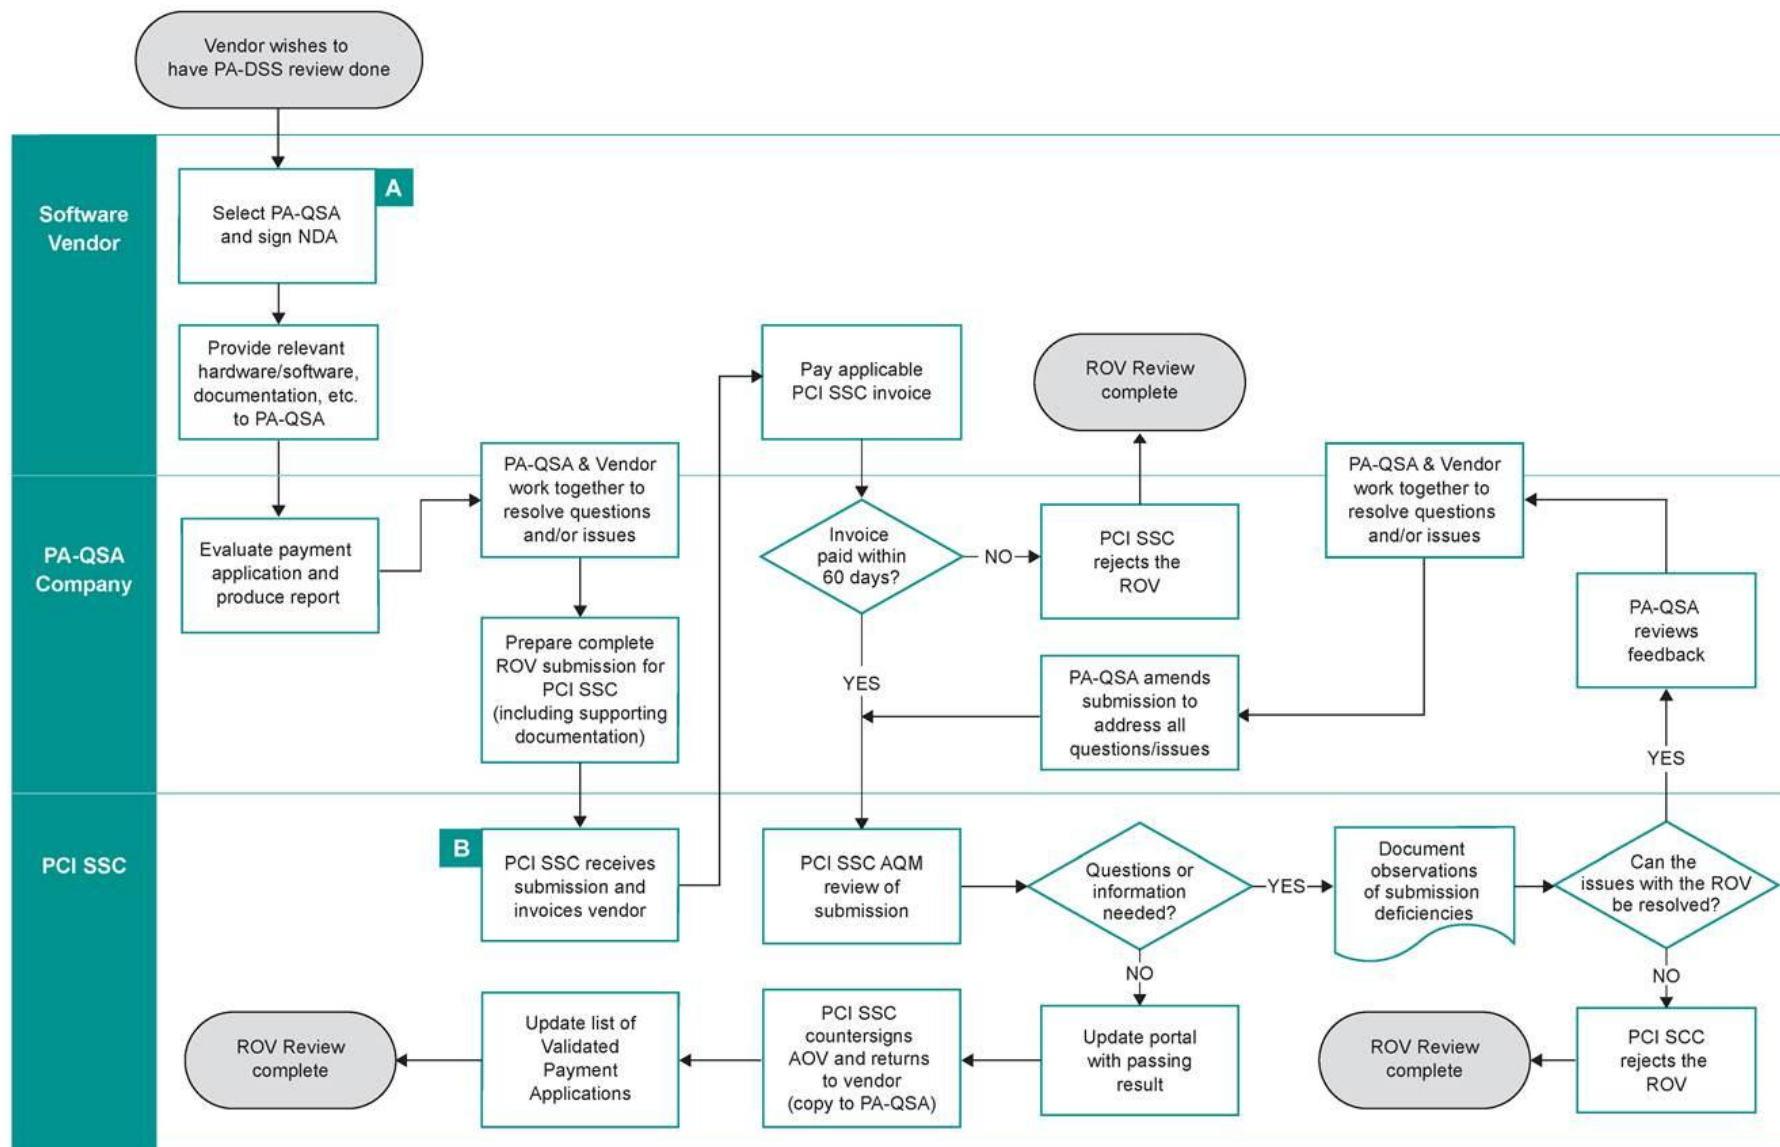 Vendor wishes to
have PA-DSS review done
Software
Vendor
A
Select PA-QSA
and sign NDA
Provide relevant
hardware/software,
documentation, etc.
to PA-QSA
Pay applicable
PCI SSC invoice
ROV Review
complete
PA-QSA
Company
Evaluate payment
application and
produce report
PA-QSA & Vendor
work together to
resolve questions
and/or issues
Prepare complete
ROV submission for
PCI SSC
(including supporting
documentation)
Invoice
paid within
60 days?
NO
PCI SSC
rejects the
ROV
YES
PA-QSA amends
submission to
address all
questions/issues
PA-QSA & Vendor
work together to
resolve questions
and/or issues
PA-QSA
reviews
feedback
YES
PCI SSC
B
PCI SSC receives
submission and
invoices vendor
PCI SSC AQM
review of
submission
Questions or
information
needed?
YES
Document
observations
of submission
deficiencies
Can the
issues with the ROV
be resolved?
NO
NO
ROV Review
complete
Update list of
Validated
Payment
Applications
PCI SSC
countersigns
AOV and returns
to vendor
(copy to PA-QSA)
Update portal
with passing
result
ROV Review
complete
PCI SCC
rejects the
ROV